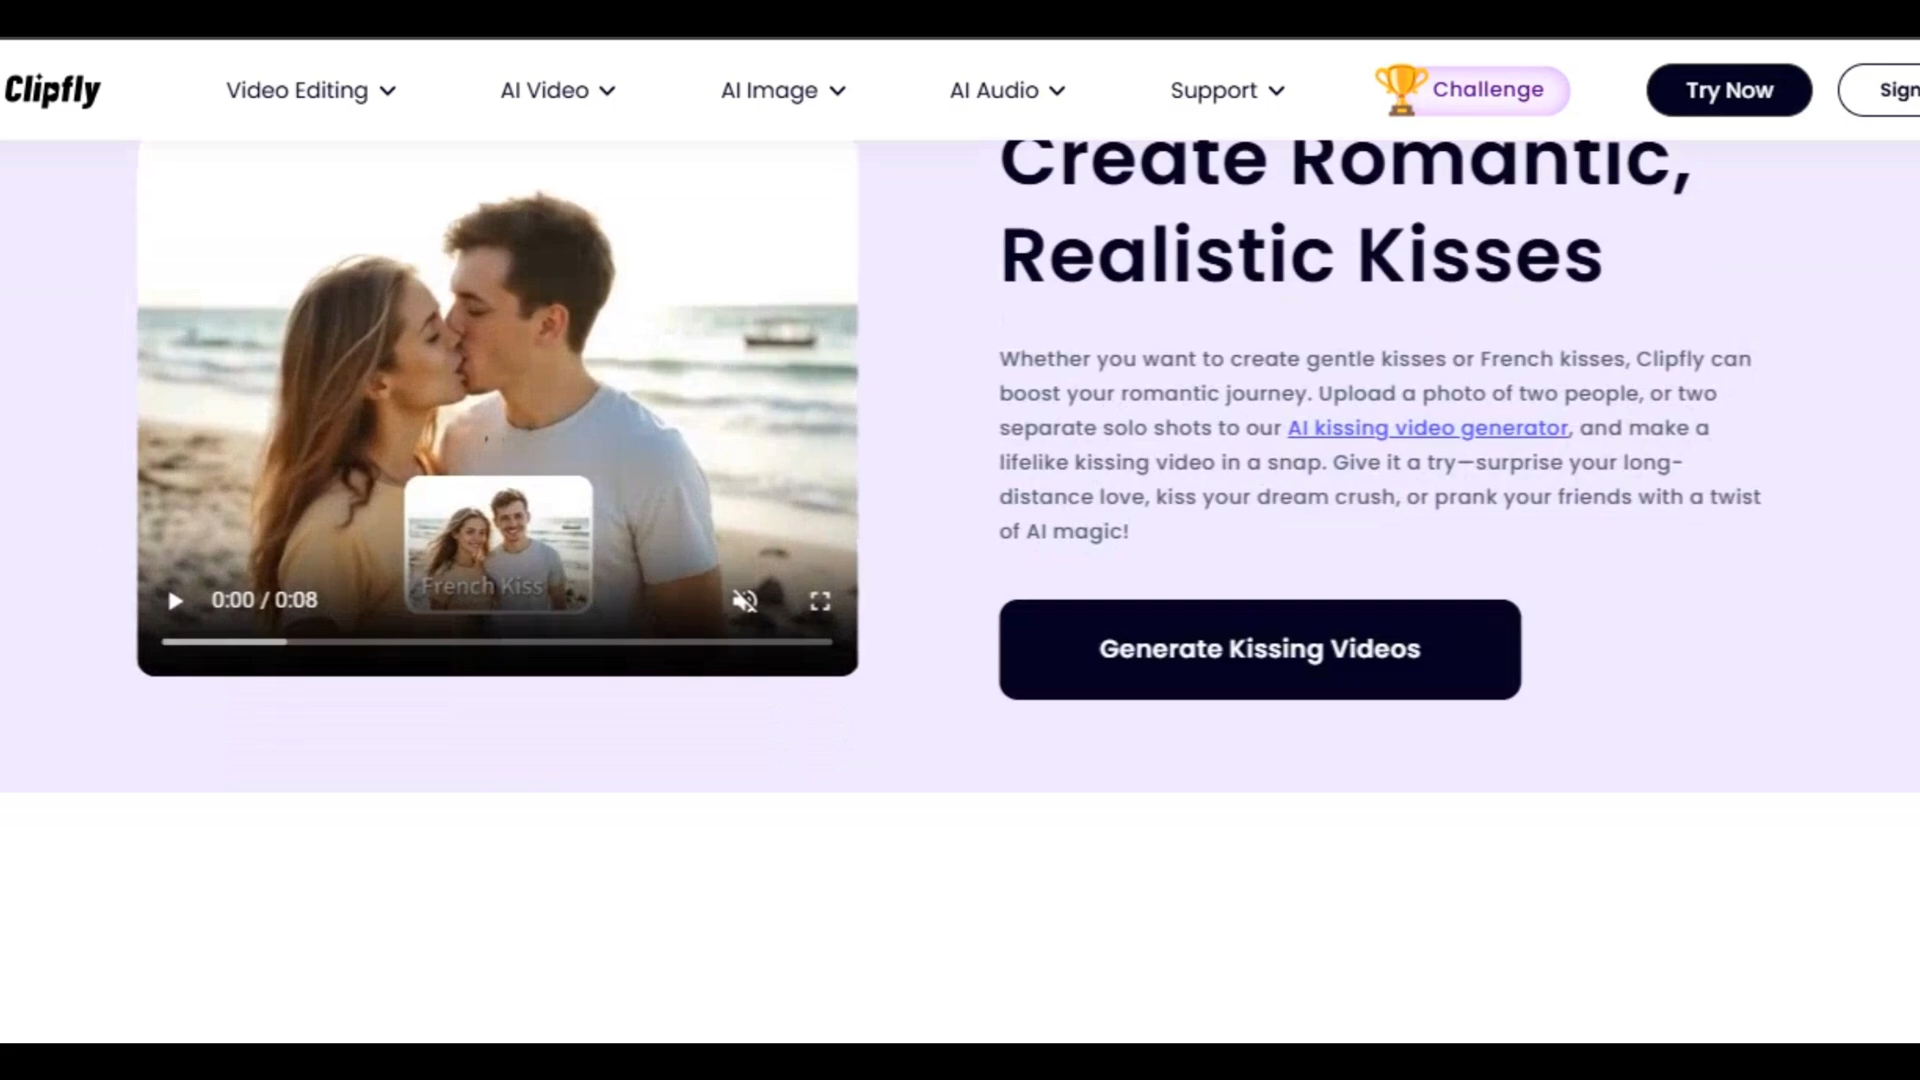 Clipfly
Video Editing
AI Video
AI Image
AI Audio
Support
Challenge
Try Now
Sign
Create Romantic,
Realistic Kisses
Whether you want to create gentle kisses or French kisses, Clipfly can
boost your romantic journey. Upload a photo of two people, or two
separate solo shots to our AI kissing video generator, and make a
lifelike kissing video in a snap. Give it a try—surprise your long-
distance love, kiss your dream crush, or prank your friends with a twist
of AI magic!
French Kiss
0:00 / 0:08
Generate Kissing Videos